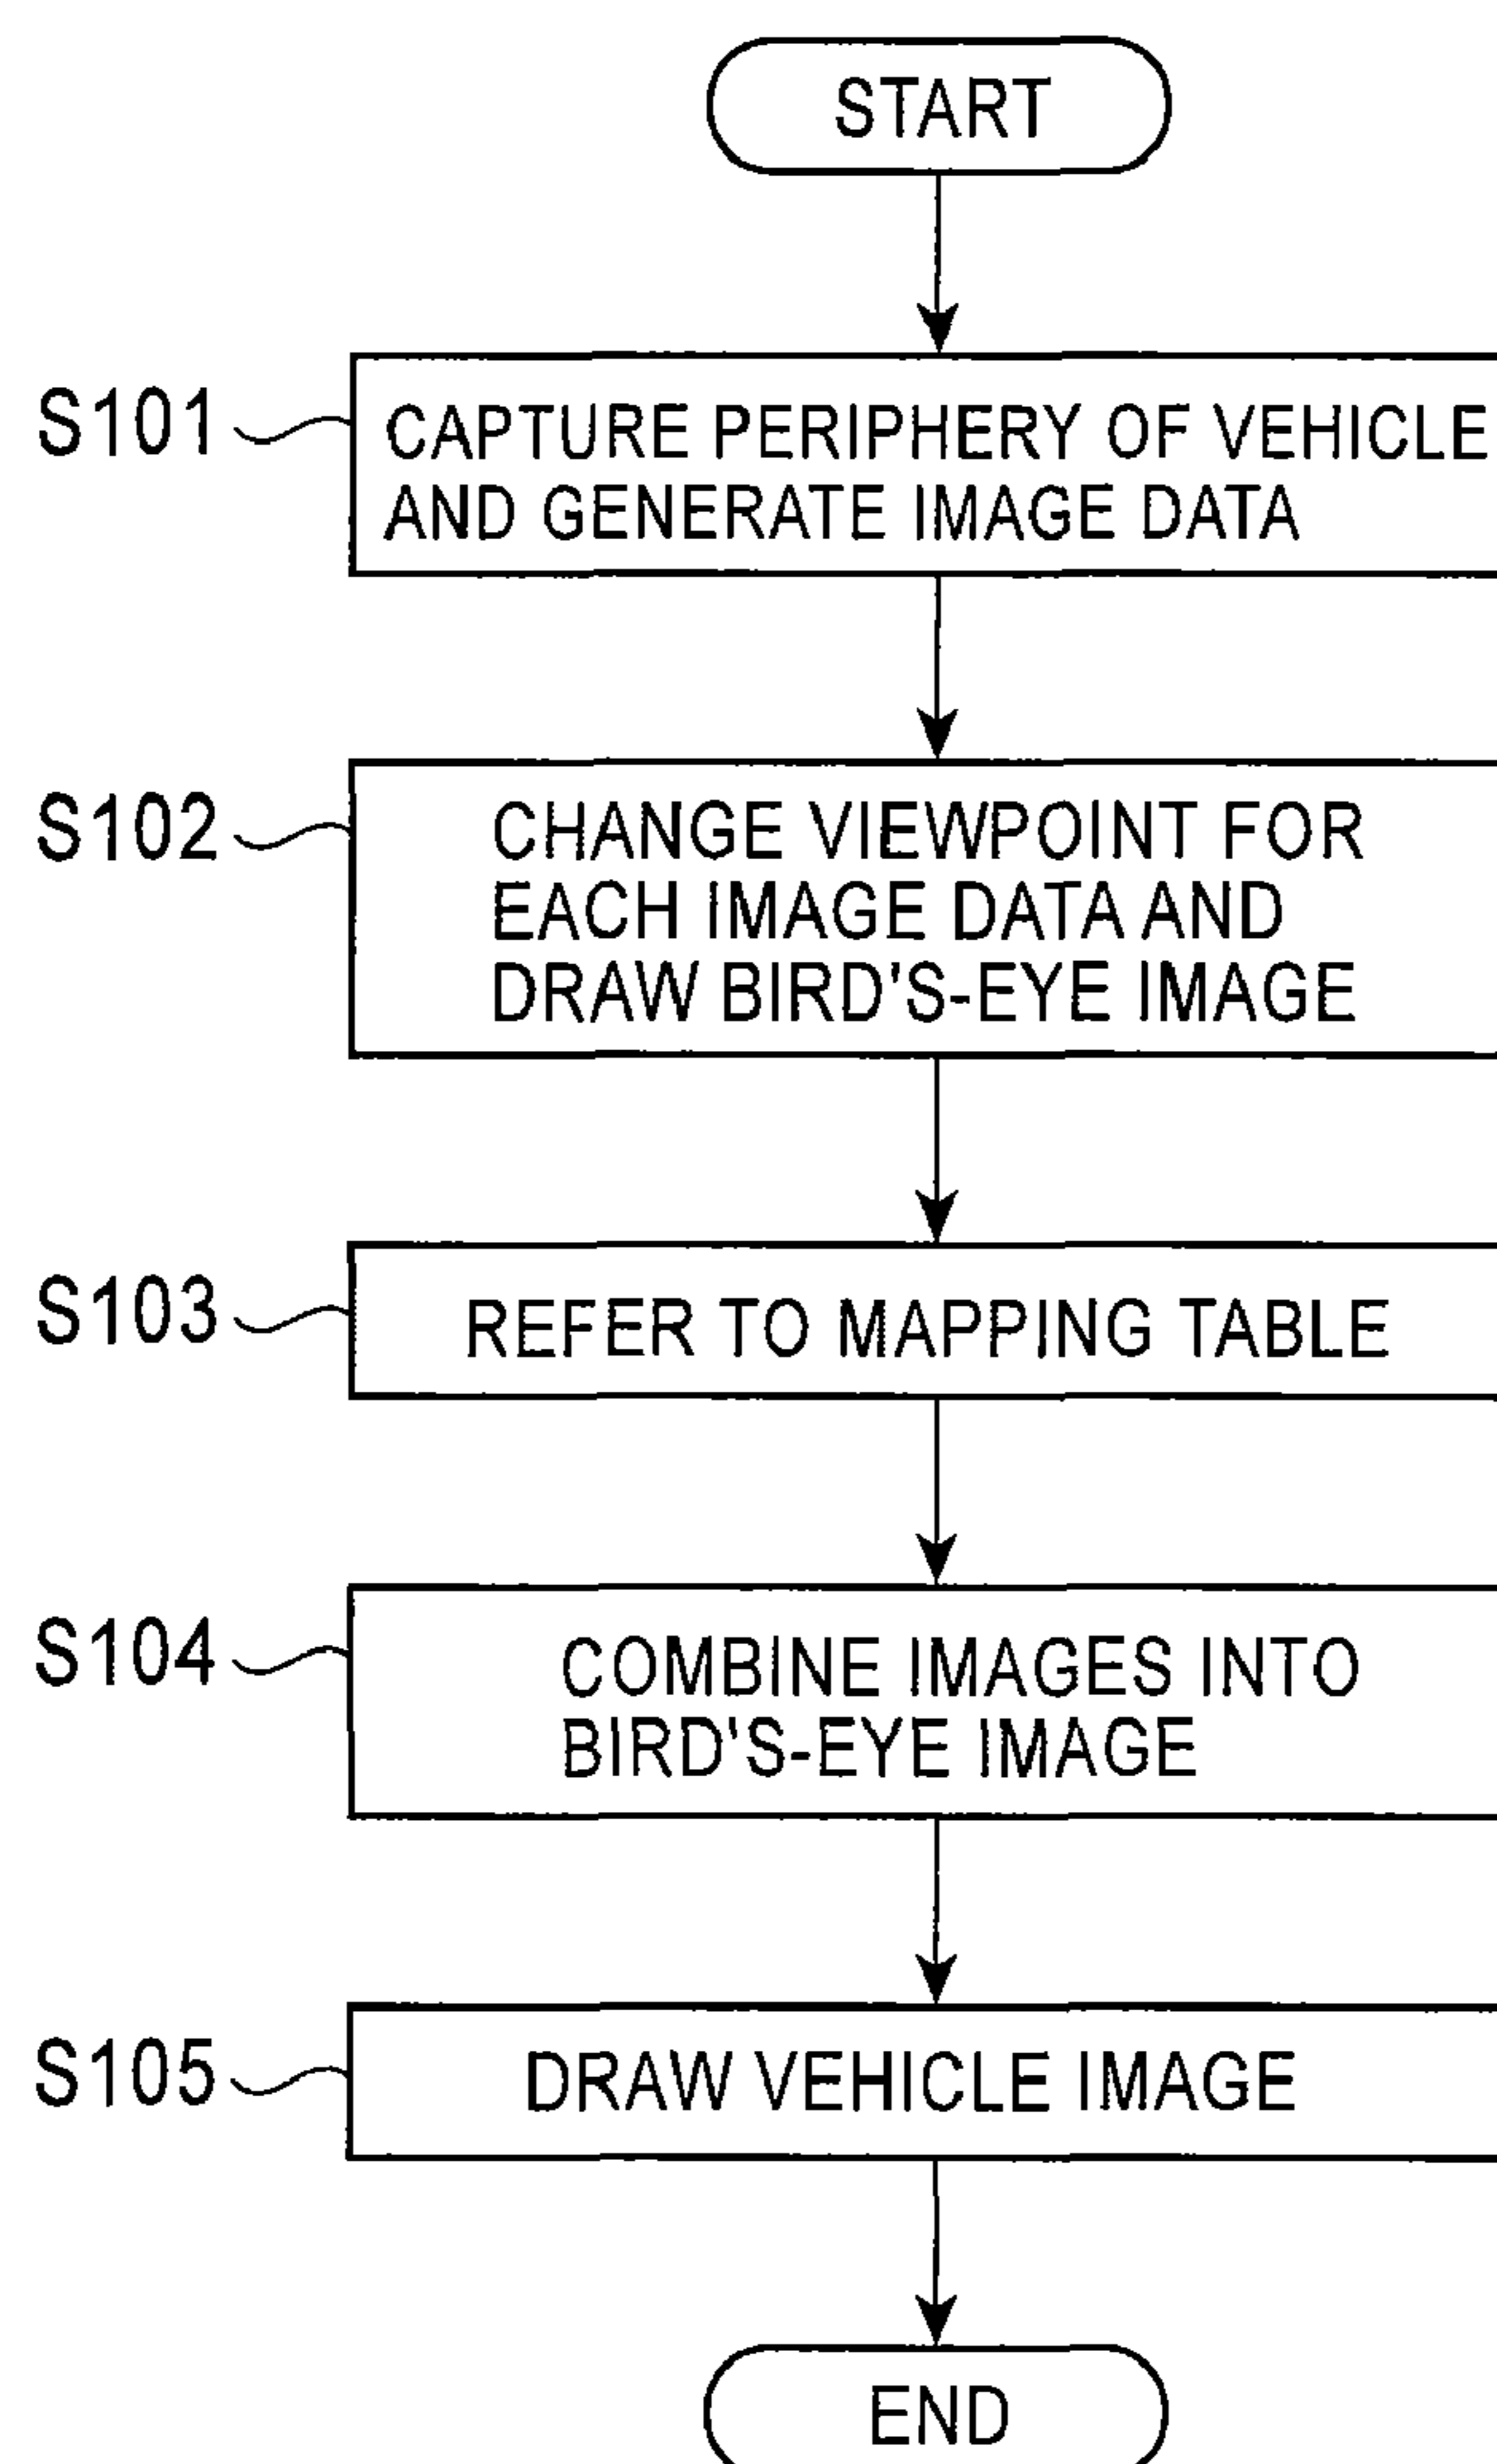 START
S101
CAPTURE PERIPHERY OF VEHICLE
AND GENERATE IMAGE DATA
S102
CHANGE VIEWPOINT FOR
EACH IMAGE DATA AND
DRAW BIRD'S-EYE IMAGE
S103
REFER TO MAPPING TABLE
S104
COMBINE IMAGES INTO
BIRD'S-EYE IMAGE
S105
DRAW VEHICLE IMAGE
END